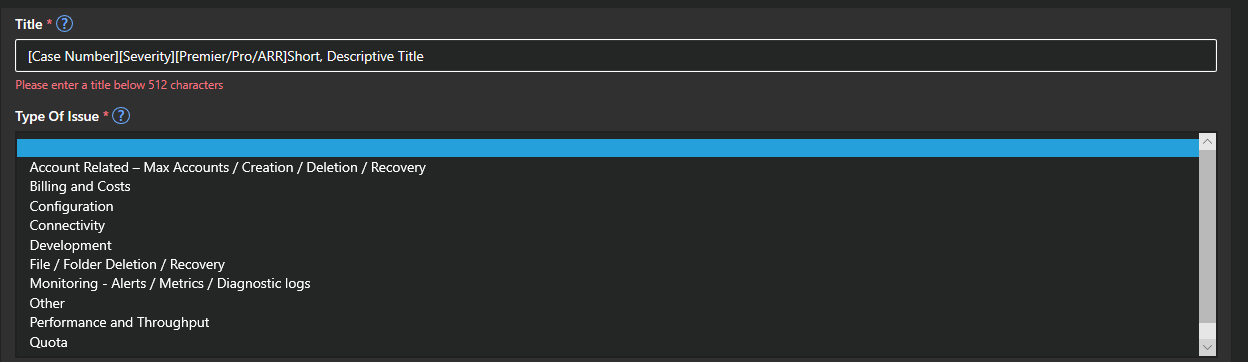 Title * ?
[Case Number][Severity][Premier/Pro/ARR]Short, Descriptive Title
Please enter a title below 512 characters
Type Of Issue * ?
Account Related – Max Accounts / Creation / Deletion / Recovery
Billing and Costs
Configuration
Connectivity
Development
File / Folder Deletion / Recovery
Monitoring - Alerts / Metrics / Diagnostic logs
Other
Performance and Throughput
Quota